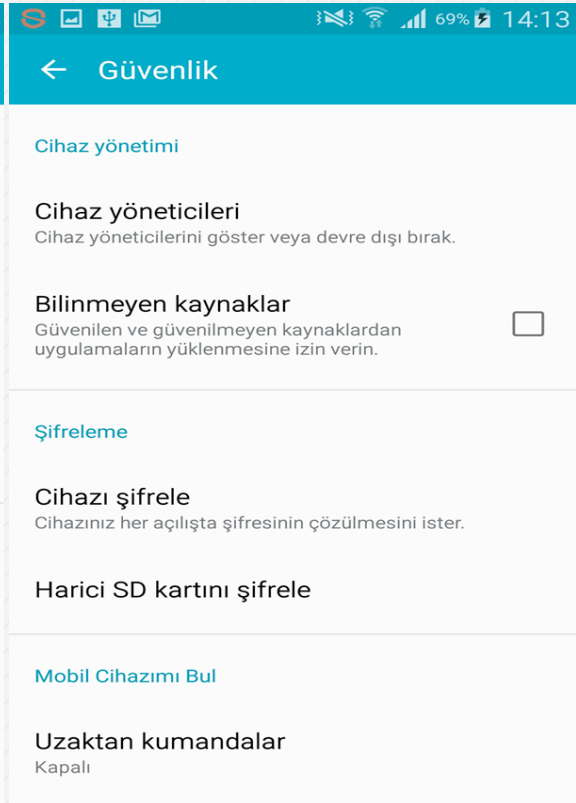 69% 14:13
Güvenlik
Cihaz yönetimi
Cihaz yöneticileri
Cihaz yöneticilerini göster veya devre dışı bırak.
Bilinmeyen kaynaklar
Güvenilen ve güvenilmeyen kaynaklardan
uygulamaların yüklenmesine izin verin.
Şifreleme
Cihazı şifrele
Cihazınız her açılışta şifresinin çözülmesini ister.
Harici SD kartını şifrele
Mobil Cihazımı Bul
Uzaktan kumandalar
Kapalı